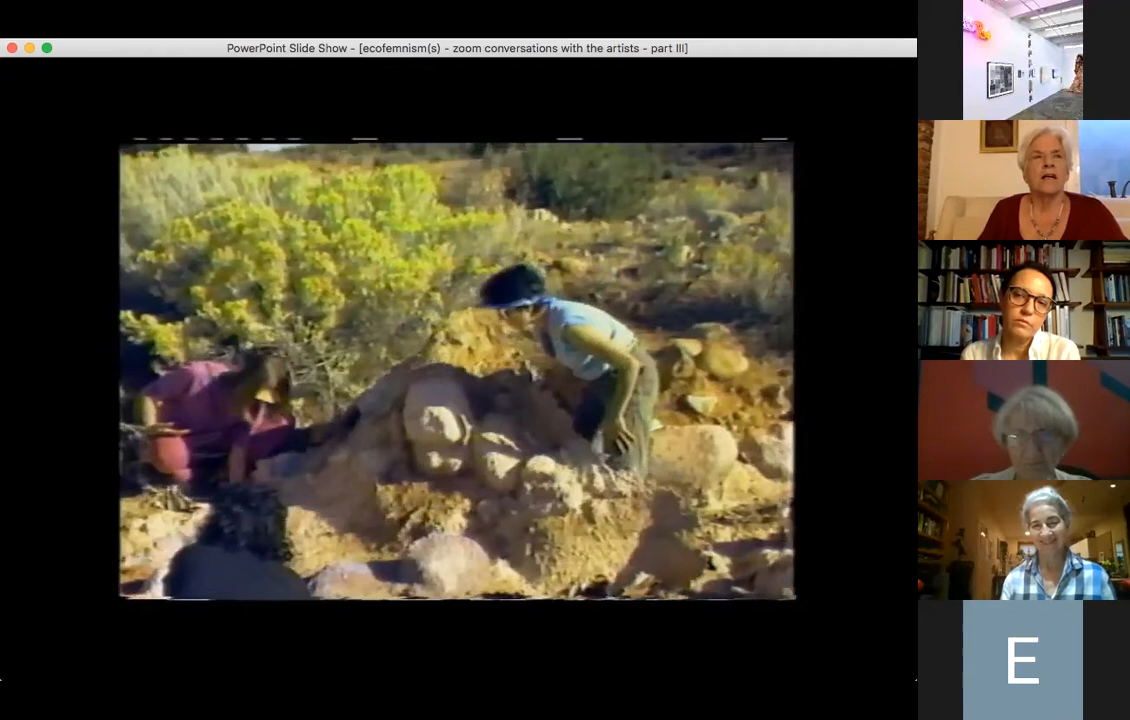 PowerPoint Slide Show - [ecofemnism(s) - zoom conversations with the artists - part III]
E